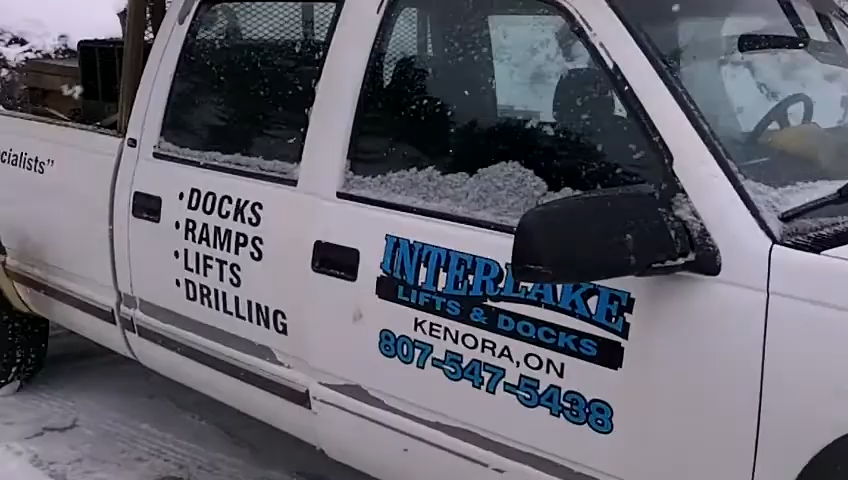 cialists"
•DOCKS
•RAMPS
•LIFTS
•DRILLING
INTERLAKE
LIFTS & DOCKS
KENORA,ON
807-547-5438